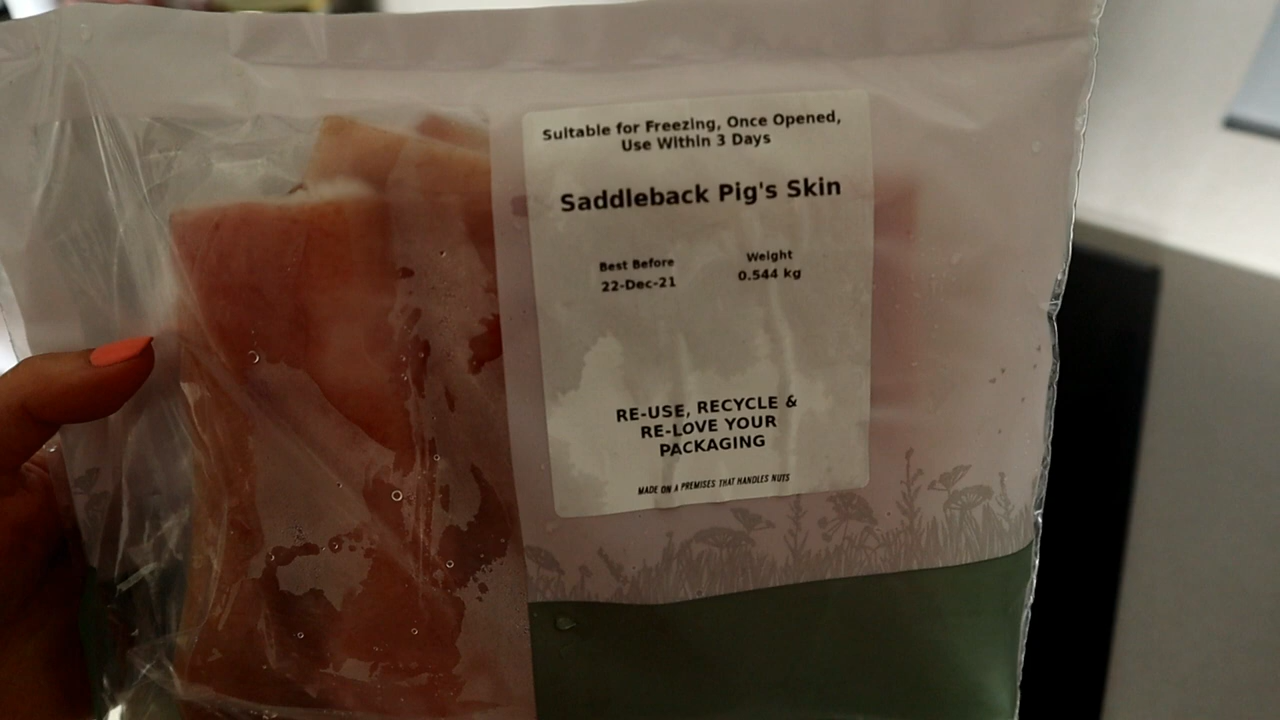 Suitable for Freezing, Once Opened,
Use Within 3 Days
Saddleback Pig's Skin
Best Before
Weight
22-Dec-21
0.544 kg
RE-USE, RECYCLE &
RE-LOVE YOUR
PACKAGING
MADE ON A PREMISES THAT HANDLES NUTS